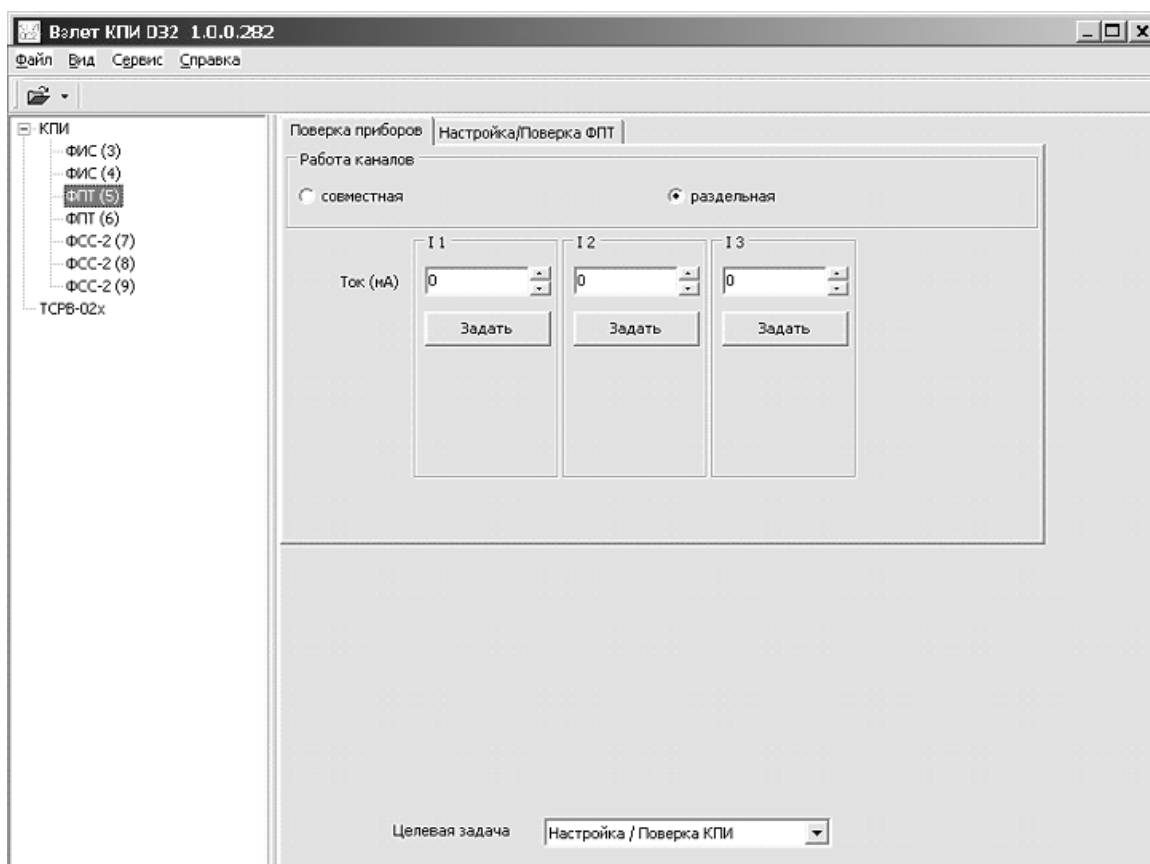 Взлет КПИ D32 1.0.0.282
Файл Вид Сервис Справка
КПИ
ФИС (3)
ФИС (4)
ФПТ (5)
ФПТ (6)
ФСС-2 (7)
ФСС-2 (8)
ФСС-2 (9)
ТСРВ-02х
Поверка приборов Настройка/Поверка ФПТ
Работа каналов
совместная раздельная
I 1 I 2 I 3
Ток (мА) 0 0 0
Задать Задать Задать
Целевая задача Настройка / Поверка КПИ